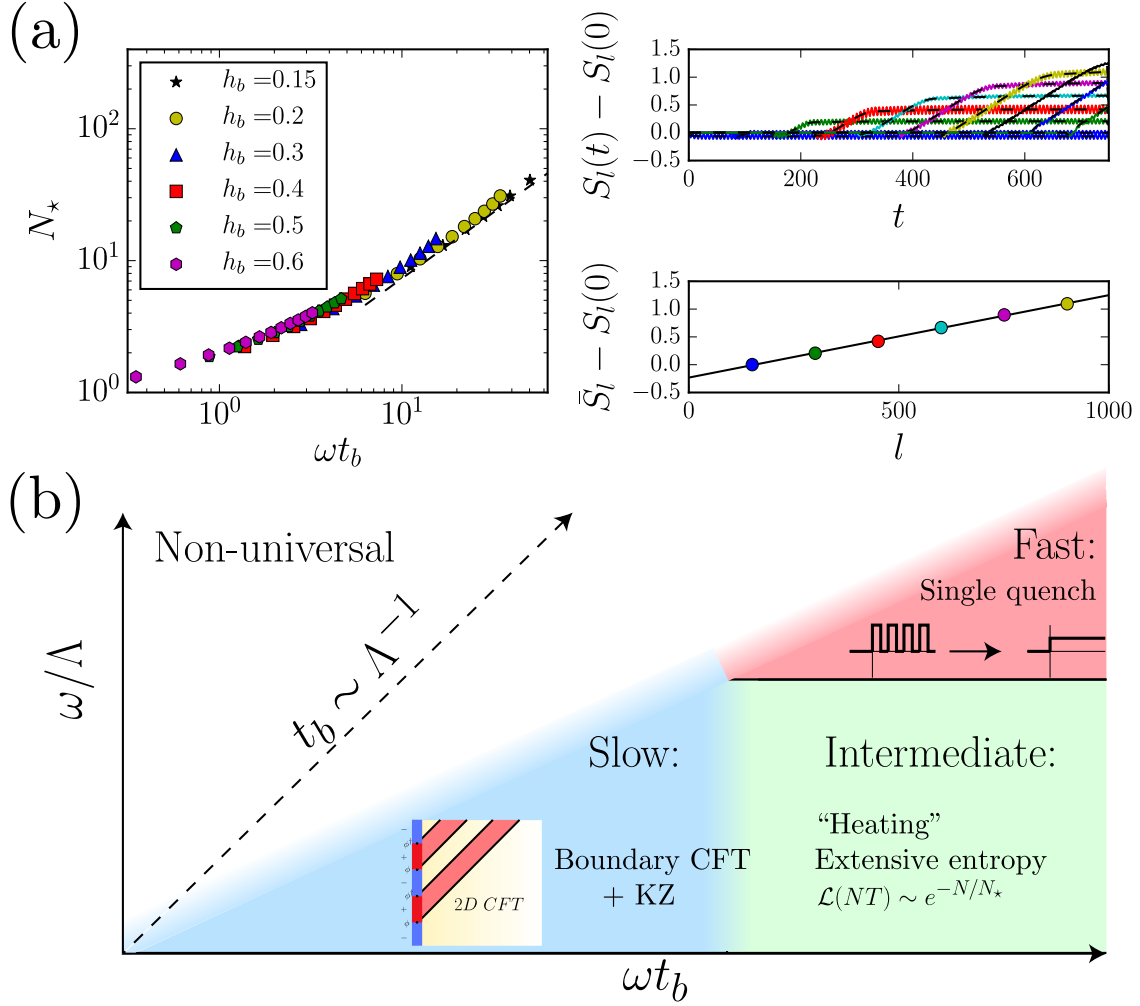 (a)
h_b = 0.15
h_b = 0.2
h_b = 0.3
h_b = 0.4
h_b = 0.5
h_b = 0.6
N⋆
10^2
10^1
10^0
10^0 10^1
ωt_b
S_l(t) − S_l(0)
1.5
1.0
0.5
0.0
−0.5
0 200 400 600
t
S̄_l − S_l(0)
1.5
1.0
0.5
0.0
−0.5
0 500 1000
l
(b)
Non-universal
ω/Λ
t_b ∼ Λ^{−1}
Fast:
Single quench
Slow:
Boundary CFT
+ KZ
2D CFT
Intermediate:
“Heating”
Extensive entropy
ℒ(NT) ∼ e^{−N/N⋆}
ωt_b